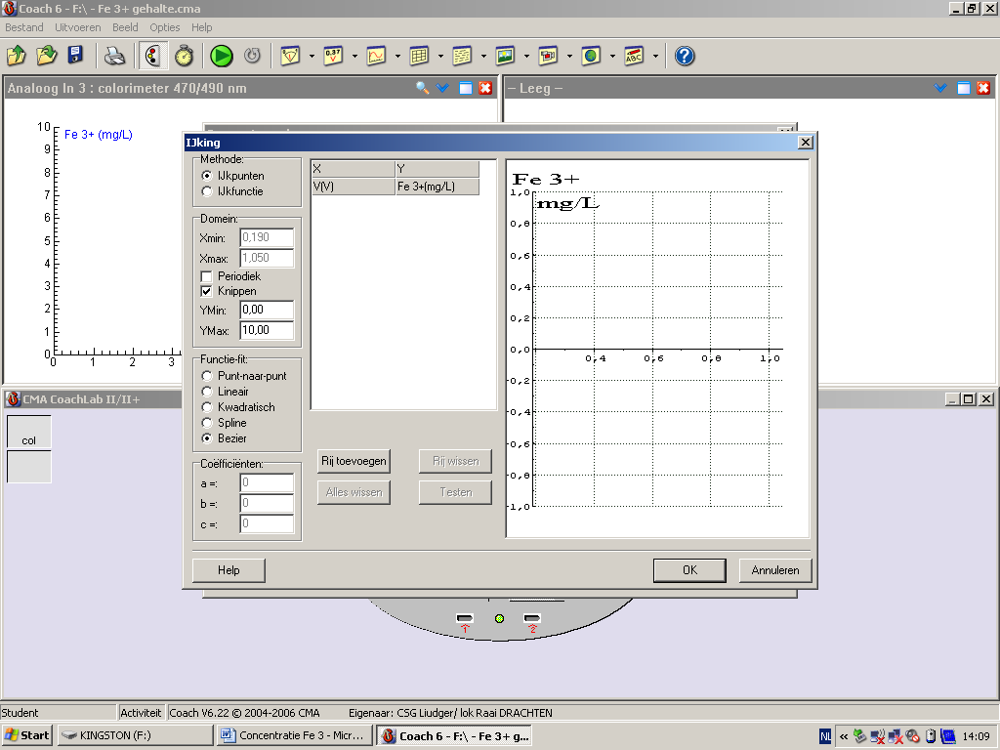 Coach 6 - F:\ - Fe 3+ gehalte.cma
Bestand Uitvoeren Beeld Opties Help
0.37
ABC
Analoog In 3 : colorimeter 470/490 nm
– Leeg –
10
9
8
7
6
5
4
3
2
1
0
Fe 3+ (mg/L)
0 1 2 3
IJking
Methode:
IJkpunten
IJkfunctie
Domein:
Xmin: 0,190
Xmax: 1,050
Periodiek
Knippen
YMin: 0,00
YMax: 10,00
Functie-fit:
Punt-naar-punt
Lineair
Kwadratisch
Spline
Bezier
Coëfficiënten:
a =: 0
b =: 0
c =: 0
X Y
V(V) Fe 3+(mg/L)
Rij toevoegen Rij wissen
Alles wissen Testen
Fe 3+
mg/L
1,0
0,8
0,6
0,4
0,2
0,0
-0,2
-0,4
-0,6
-0,8
-1,0
0,4 0,6 0,8 1,0
Help OK Annuleren
CMA CoachLab II/II+
col
1 2
Student Activiteit Coach V6.22 © 2004-2006 CMA Eigenaar: CSG Liudger/ lok Raai DRACHTEN
Start KINGSTON (F:) Concentratie Fe 3 - Micr... Coach 6 - F:\ - Fe 3+ g... NL « 14:09